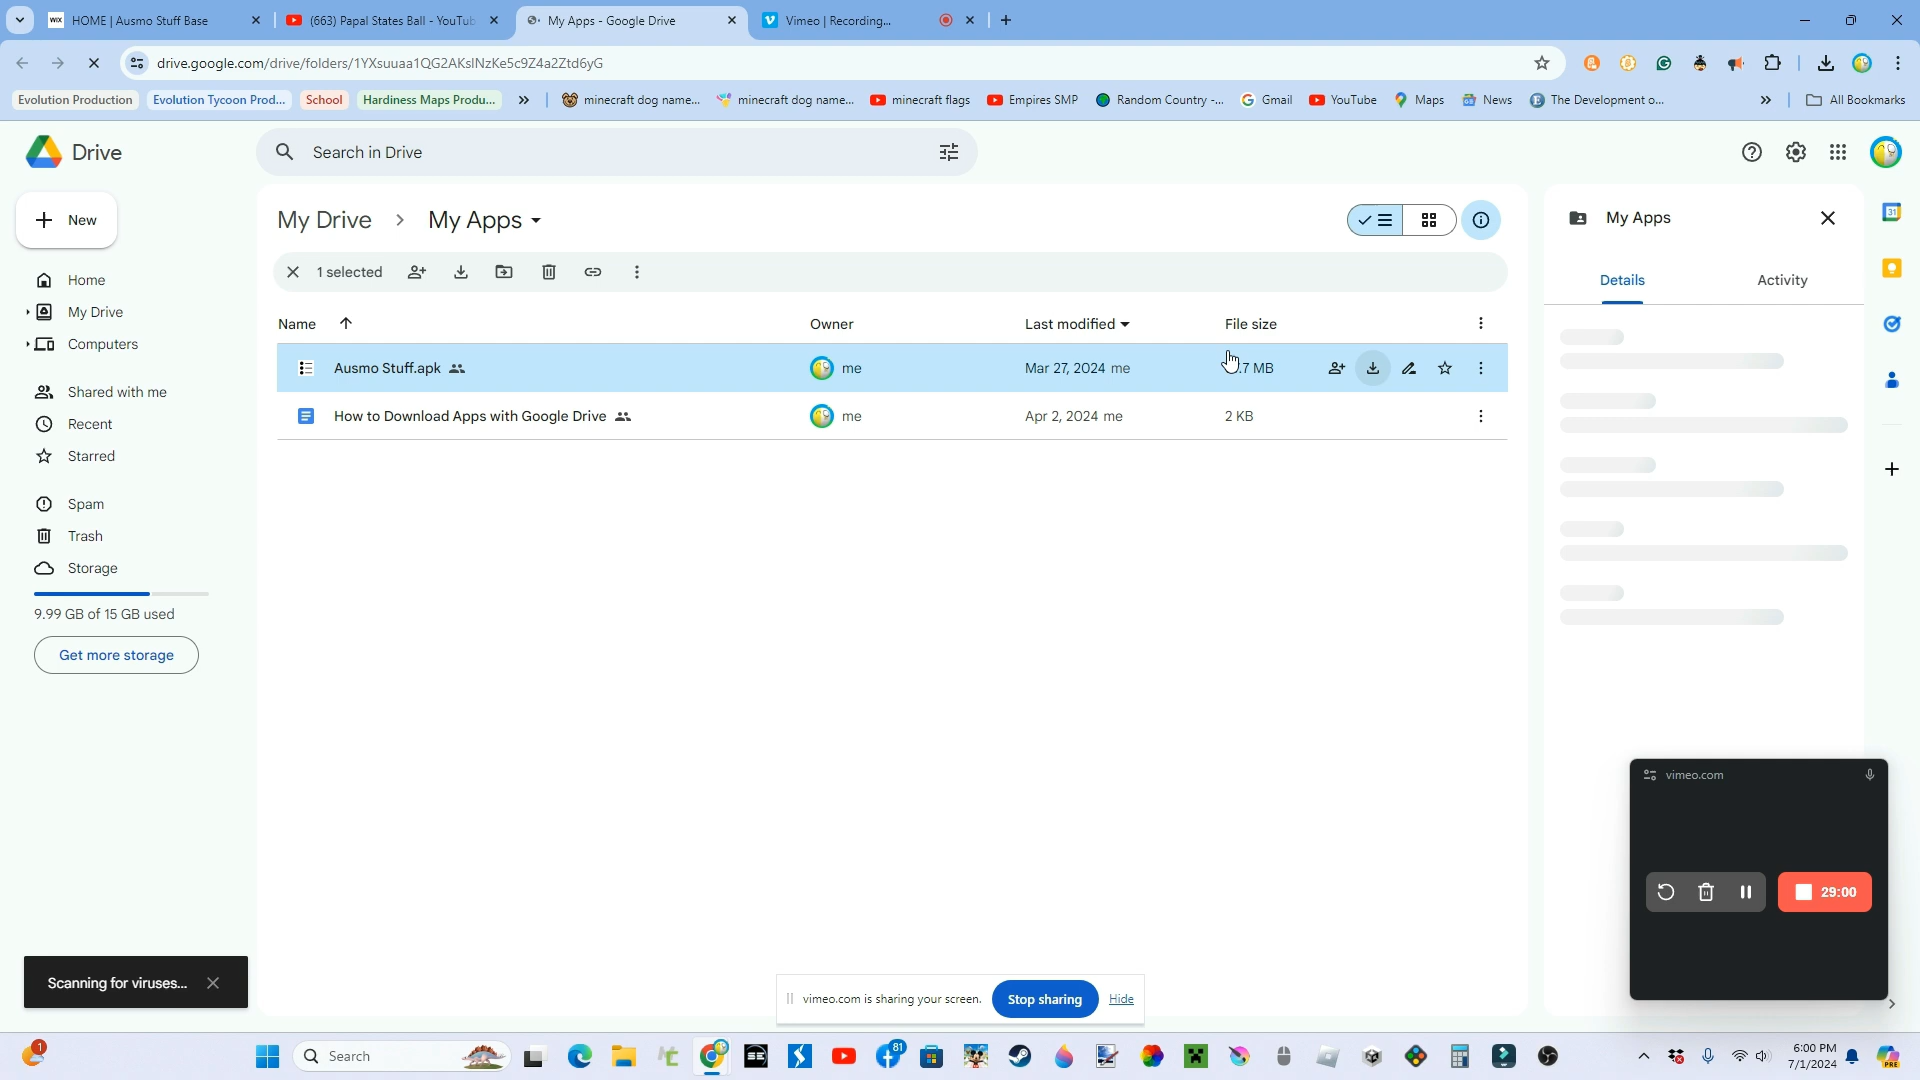 HOME | Ausmo Stuff Base
(663) Papal States Ball - YouTub
My Apps - Google Drive
Vimeo | Recording...
drive.google.com/drive/folders/1YXsuuaa1QG2AKslNzKe5c9Z4a2Ztd6yG
Evolution Production
Evolution Tycoon Prod...
School
Hardiness Maps Produ...
minecraft dog name...
minecraft dog name...
minecraft flags
Empires SMP
Random Country -...
Gmail
YouTube
Maps
News
The Development o...
All Bookmarks
Drive
Search in Drive
New
Home
My Drive
Computers
Shared with me
Recent
Starred
Spam
Trash
Storage
9.99 GB of 15 GB used
Get more storage
My Drive
My Apps
1 selected
Name
Owner
Last modified
File size
Ausmo Stuff.apk
me
Mar 27, 2024 me
.7 MB
How to Download Apps with Google Drive
me
Apr 2, 2024 me
2 KB
My Apps
Details
Activity
vimeo.com
29:00
Scanning for viruses...
vimeo.com is sharing your screen.
Stop sharing
Hide
1
Search
81
6:00 PM
7/1/2024
PRE